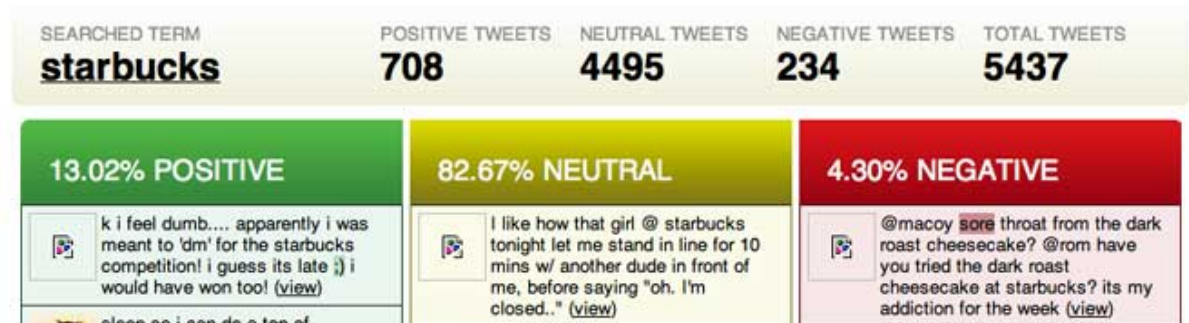 SEARCHED TERM
starbucks
POSITIVE TWEETS
708
NEUTRAL TWEETS
4495
NEGATIVE TWEETS
234
TOTAL TWEETS
5437
13.02% POSITIVE
k i feel dumb.... apparently i was
meant to 'dm' for the starbucks
competition! i guess its late ;) i
would have won too! (view)
82.67% NEUTRAL
I like how that girl @ starbucks
tonight let me stand in line for 10
mins w/ another dude in front of
me, before saying "oh. I'm
closed.." (view)
4.30% NEGATIVE
@macoy sore throat from the dark
roast cheesecake? @rom have
you tried the dark roast
cheesecake at starbucks? its my
addiction for the week (view)